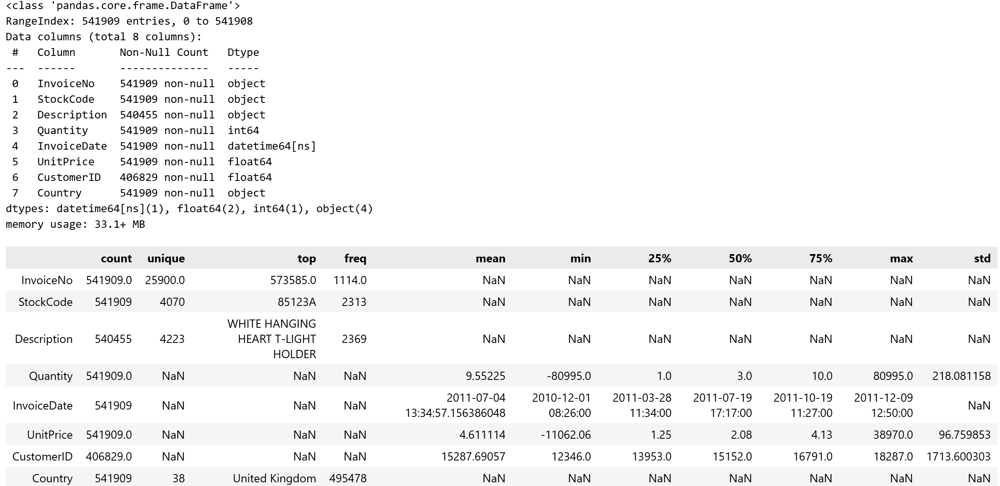 <class 'pandas.core.frame.DataFrame'>
RangeIndex: 541909 entries, 0 to 541908
Data columns (total 8 columns):
 #   Column       Non-Null Count   Dtype
---  ------       --------------   -----
 0   InvoiceNo    541909 non-null  object
 1   StockCode    541909 non-null  object
 2   Description  540455 non-null  object
 3   Quantity     541909 non-null  int64
 4   InvoiceDate  541909 non-null  datetime64[ns]
 5   UnitPrice    541909 non-null  float64
 6   CustomerID   406829 non-null  float64
 7   Country      541909 non-null  object
dtypes: datetime64[ns](1), float64(2), int64(1), object(4)
memory usage: 33.1+ MB
count unique top freq mean min 25% 50% 75% max std
InvoiceNo 541909.0 25900.0 573585.0 1114.0 NaN NaN NaN NaN NaN NaN NaN
StockCode 541909 4070 85123A 2313 NaN NaN NaN NaN NaN NaN NaN
WHITE HANGING
Description 540455 4223 HEART T-LIGHT 2369 NaN NaN NaN NaN NaN NaN NaN
HOLDER
Quantity 541909.0 NaN NaN NaN 9.55225 -80995.0 1.0 3.0 10.0 80995.0 218.081158
2011-07-04 2010-12-01 2011-03-28 2011-07-19 2011-10-19 2011-12-09
InvoiceDate 541909 NaN NaN NaN NaN
13:34:57.156386048 08:26:00 11:34:00 17:17:00 11:27:00 12:50:00
UnitPrice 541909.0 NaN NaN NaN 4.611114 -11062.06 1.25 2.08 4.13 38970.0 96.759853
CustomerID 406829.0 NaN NaN NaN 15287.69057 12346.0 13953.0 15152.0 16791.0 18287.0 1713.600303
Country 541909 38 United Kingdom 495478 NaN NaN NaN NaN NaN NaN NaN